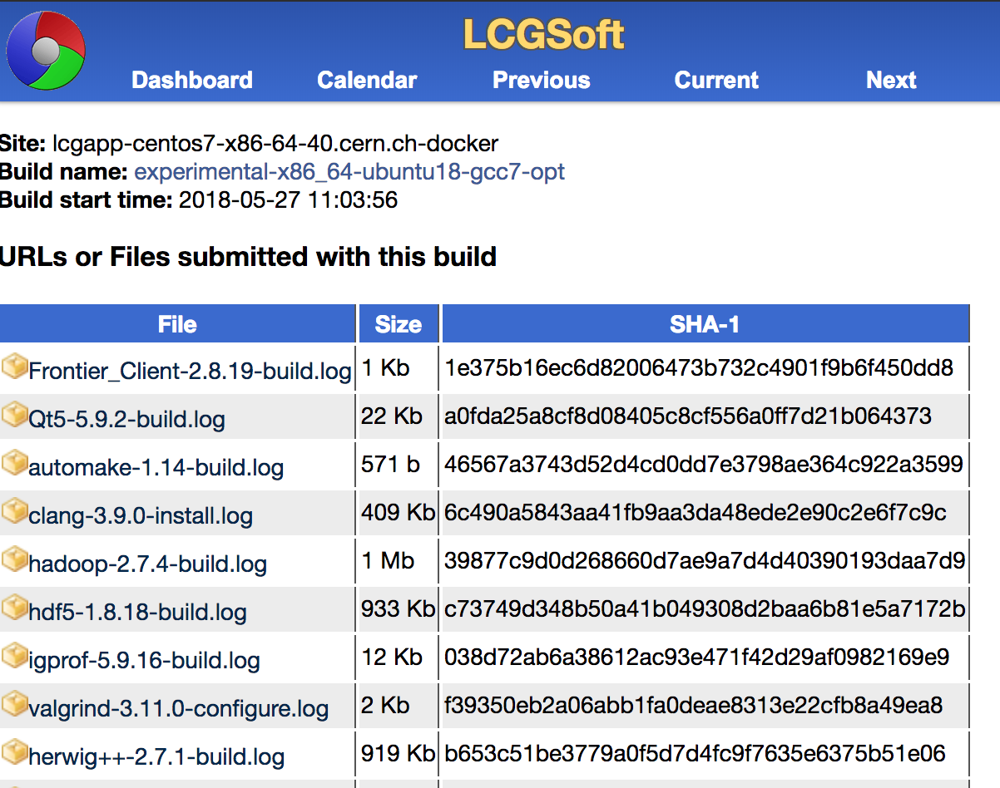 LCGSoft
Dashboard Calendar Previous Current Next
Site: lcgapp-centos7-x86-64-40.cern.ch-docker
Build name: experimental-x86_64-ubuntu18-gcc7-opt
Build start time: 2018-05-27 11:03:56
URLs or Files submitted with this build
File Size SHA-1
Frontier_Client-2.8.19-build.log 1 Kb 1e375b16ec6d82006473b732c4901f9b6f450dd8
Qt5-5.9.2-build.log 22 Kb a0fda25a8cf8d08405c8cf556a0ff7d21b064373
automake-1.14-build.log 571 b 46567a3743d52d4cd0dd7e3798ae364c922a3599
clang-3.9.0-install.log 409 Kb 6c490a5843aa41fb9aa3da48ede2e90c2e6f7c9c
hadoop-2.7.4-build.log 1 Mb 39877c9d0d268660d7ae9a7d4d40390193daa7d9
hdf5-1.8.18-build.log 933 Kb c73749d348b50a41b049308d2baa6b81e5a7172b
igprof-5.9.16-build.log 12 Kb 038d72ab6a38612ac93e471f42d29af0982169e9
valgrind-3.11.0-configure.log 2 Kb f39350eb2a06abb1fa0deae8313e22cfb8a49ea8
herwig++-2.7.1-build.log 919 Kb b653c51be3779a0f5d7d4fc9f7635e6375b51e06